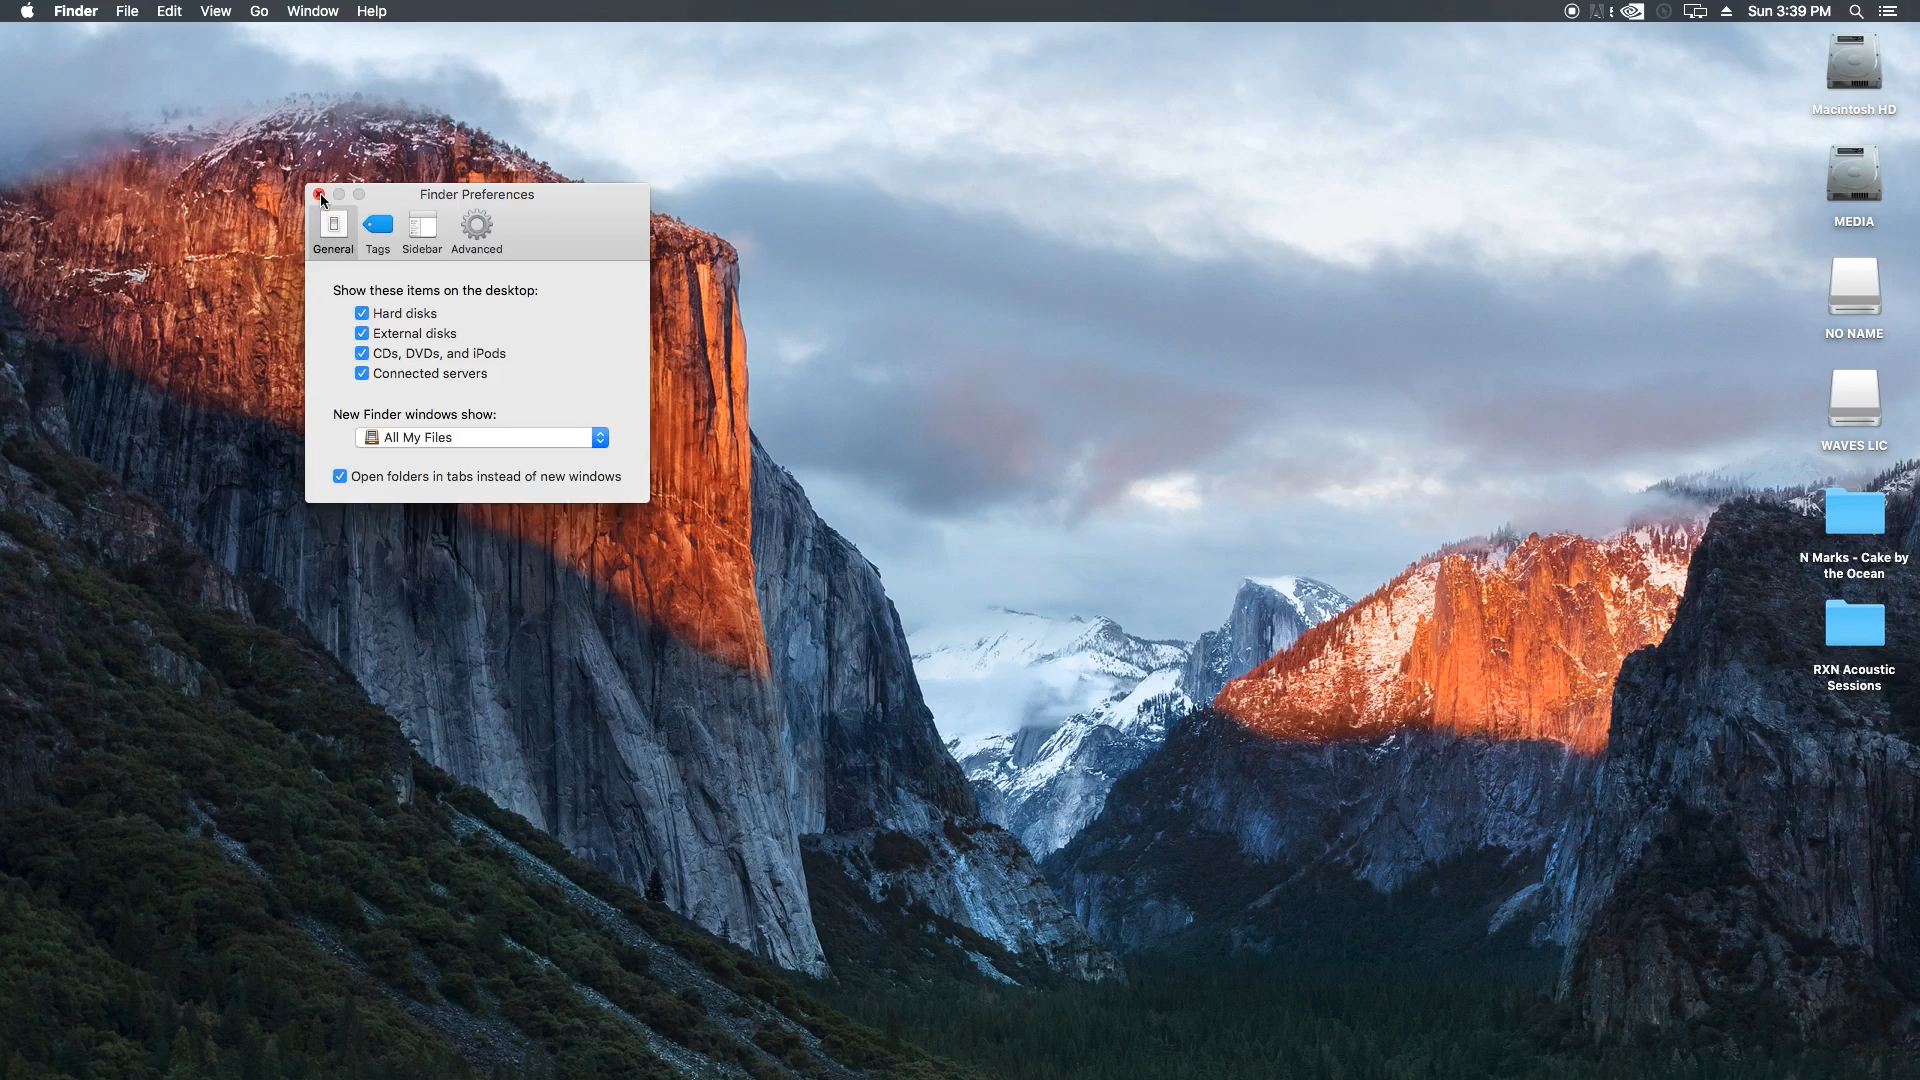 Finder File Edit View Go Window Help
Sun 3:39 PM
Finder Preferences
General Tags Sidebar Advanced
Show these items on the desktop:
Hard disks
External disks
CDs, DVDs, and iPods
Connected servers
New Finder windows show:
All My Files
Open folders in tabs instead of new windows
Macintosh HD
MEDIA
NO NAME
WAVES LIC
N Marks - Cake by
the Ocean
RXN Acoustic
Sessions